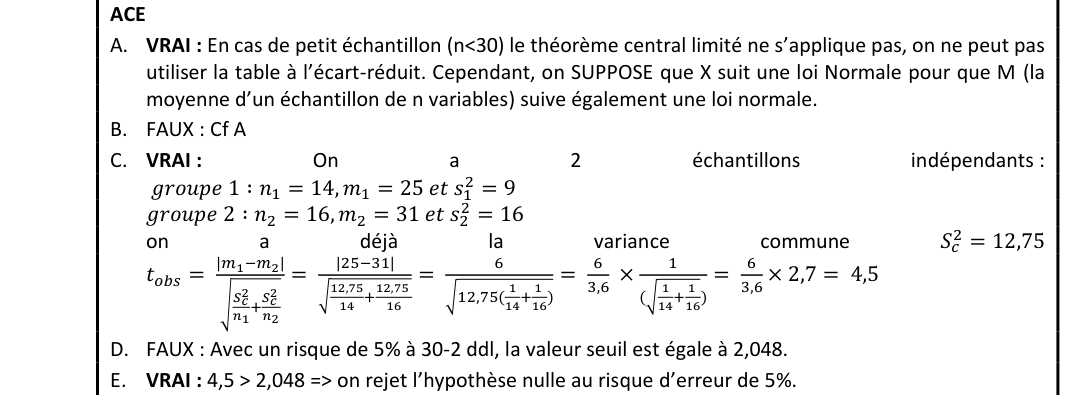 ACE
A. VRAI : En cas de petit échantillon (n<30) le théorème central limité ne s’applique pas, on ne peut pas
utiliser la table à l’écart-réduit. Cependant, on SUPPOSE que X suit une loi Normale pour que M (la
moyenne d’un échantillon de n variables) suive également une loi normale.
B. FAUX : Cf A
C. VRAI : On a 2 échantillons indépendants :
groupe 1 : n₁ = 14, m₁ = 25 et s₁² = 9
groupe 2 : n₂ = 16, m₂ = 31 et s₂² = 16
on a déjà la variance commune S_c² = 12,75
t_obs = |m₁−m₂| / √(s_c²/n₁ + s_c²/n₂) = |25−31| / √(12,75/14 + 12,75/16) = 6 / √(12,75(1/14 + 1/16)) = 6/3,6 × 1/(√(1/14 + 1/16)) = 6/3,6 × 2,7 = 4,5
D. FAUX : Avec un risque de 5% à 30-2 ddl, la valeur seuil est égale à 2,048.
E. VRAI : 4,5 > 2,048 => on rejet l’hypothèse nulle au risque d’erreur de 5%.